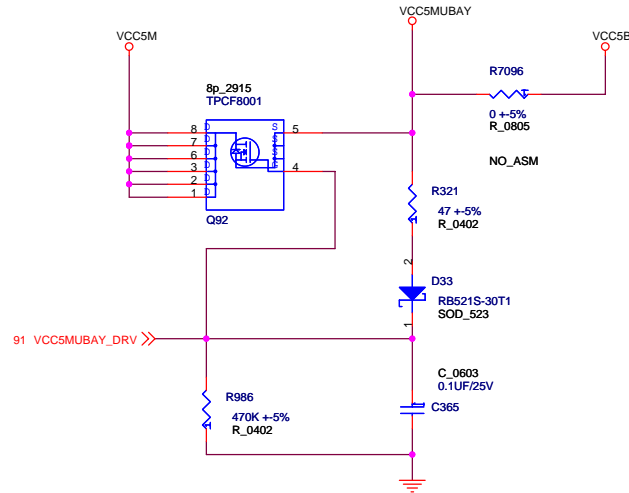 VCC5M
VCC5MUBAY
VCC5B
R7096
0 +-5%
R_0805
NO_ASM
8p_2915
TPCF8001
8
D
S
5
7
D
S
6
D
S
3
D
G
4
2
D
1
D
Q92
R321
47 +-5%
R_0402
2
D33
RB521S-30T1
SOD_523
1
91 VCC5MUBAY_DRV
C_0603
0.1UF/25V
C365
R986
470K +-5%
R_0402